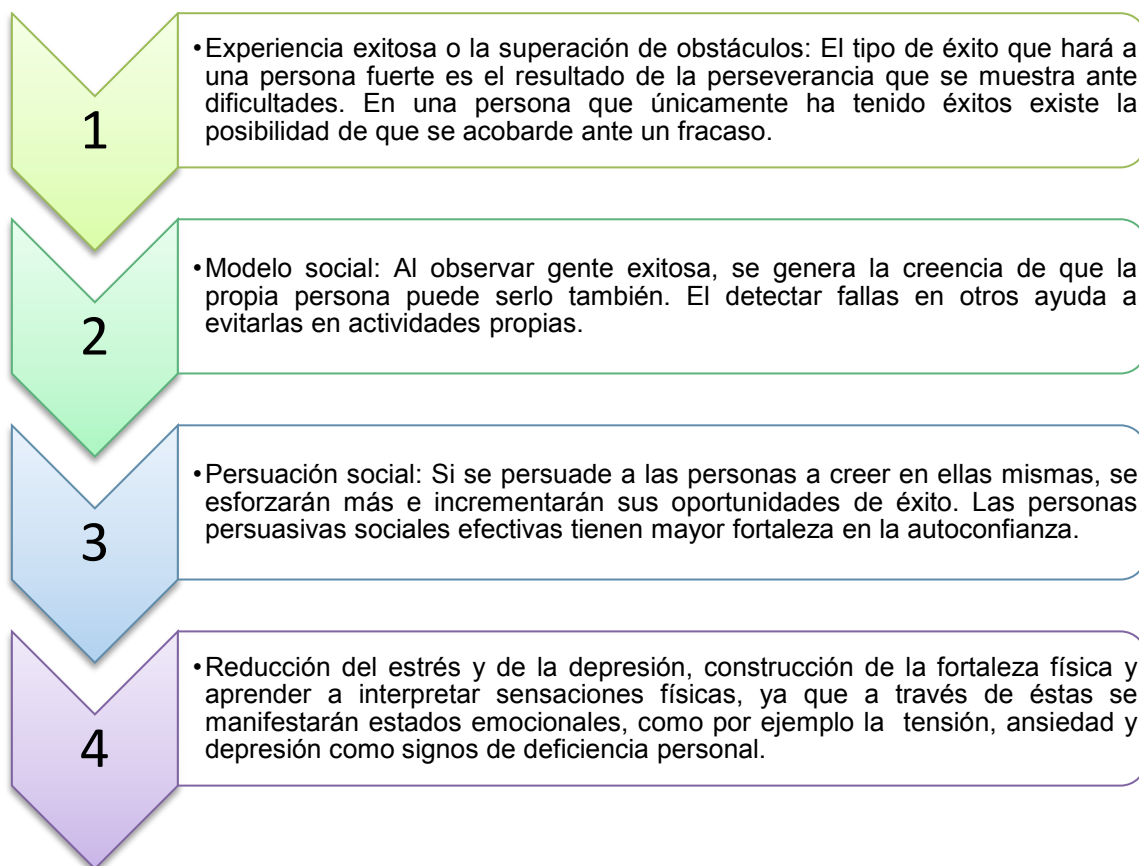 1
•Experiencia exitosa o la superación de obstáculos: El tipo de éxito que hará a
una persona fuerte es el resultado de la perseverancia que se muestra ante
dificultades. En una persona que únicamente ha tenido éxitos existe la
posibilidad de que se acobarde ante un fracaso.
2
•Modelo social: Al observar gente exitosa, se genera la creencia de que la
propia persona puede serlo también. El detectar fallas en otros ayuda a
evitarlas en actividades propias.
3
•Persuación social: Si se persuade a las personas a creer en ellas mismas, se
esforzarán más e incrementarán sus oportunidades de éxito. Las personas
persuasivas sociales efectivas tienen mayor fortaleza en la autoconfianza.
4
•Reducción del estrés y de la depresión, construcción de la fortaleza física y
aprender a interpretar sensaciones físicas, ya que a través de éstas se
manifestarán estados emocionales, como por ejemplo la tensión, ansiedad y
depresión como signos de deficiencia personal.